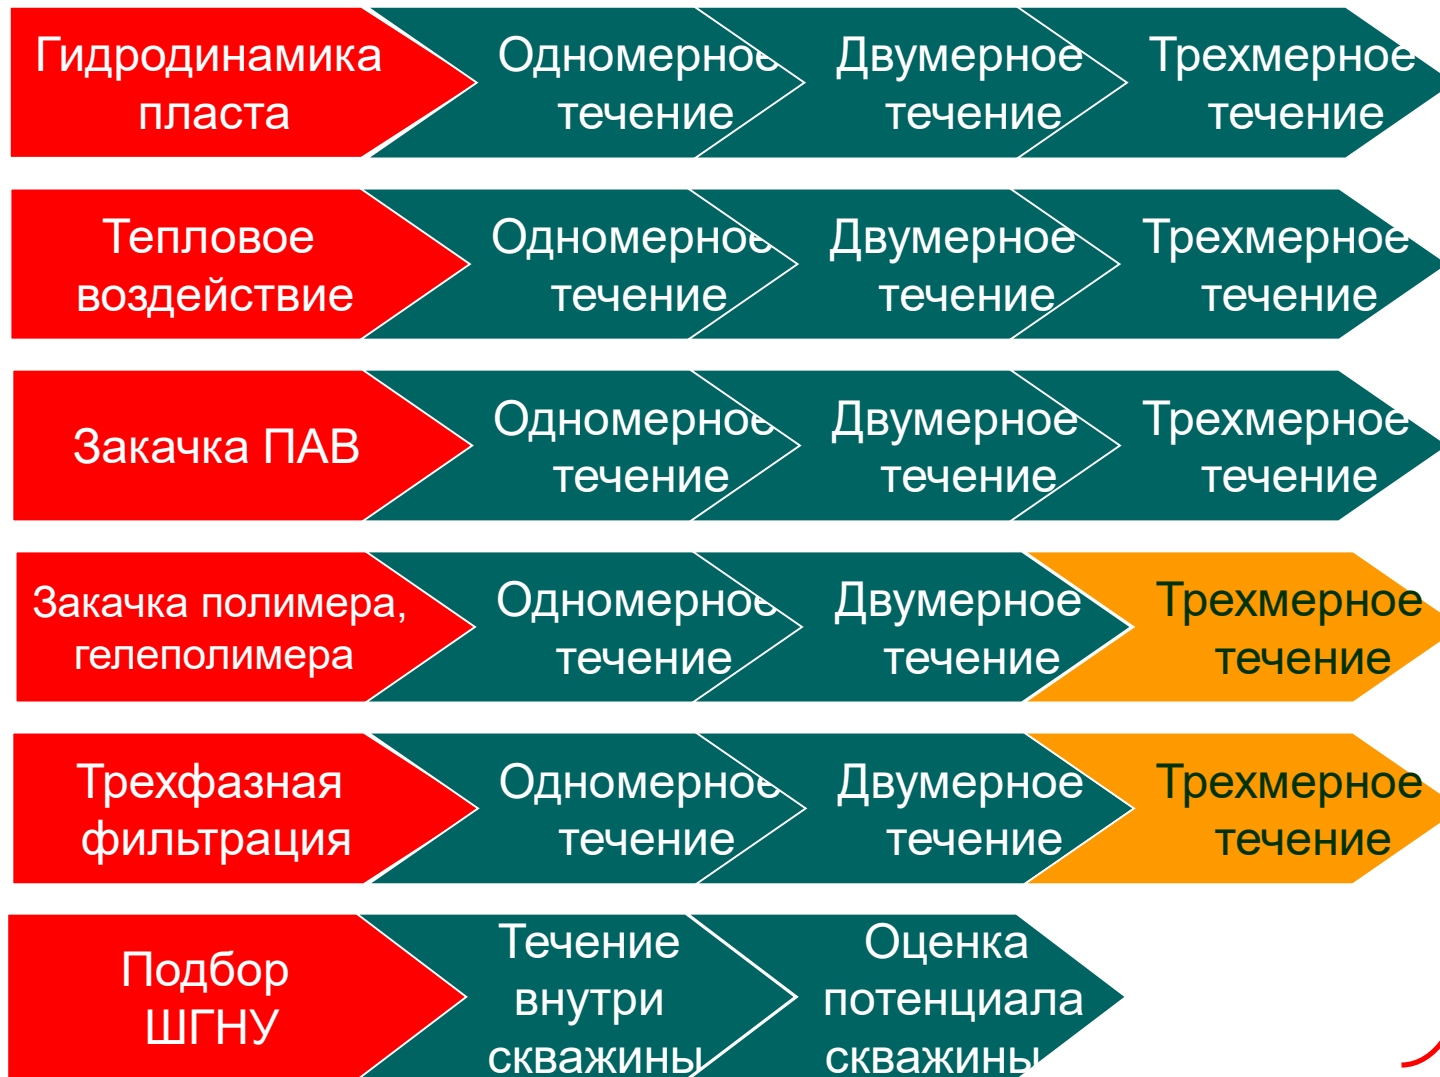 Гидродинамика
пласта
Одномерное
течение
Двумерное
течение
Трехмерное
течение
Тепловое
воздействие
Одномерное
течение
Двумерное
течение
Трехмерное
течение
Закачка ПАВ
Одномерное
течение
Двумерное
течение
Трехмерное
течение
Закачка полимера,
гелеполимера
Одномерное
течение
Двумерное
течение
Трехмерное
течение
Трехфазная
фильтрация
Одномерное
течение
Двумерное
течение
Трехмерное
течение
Подбор
ШГНУ
Течение
внутри
скважины
Оценка
потенциала
скважины